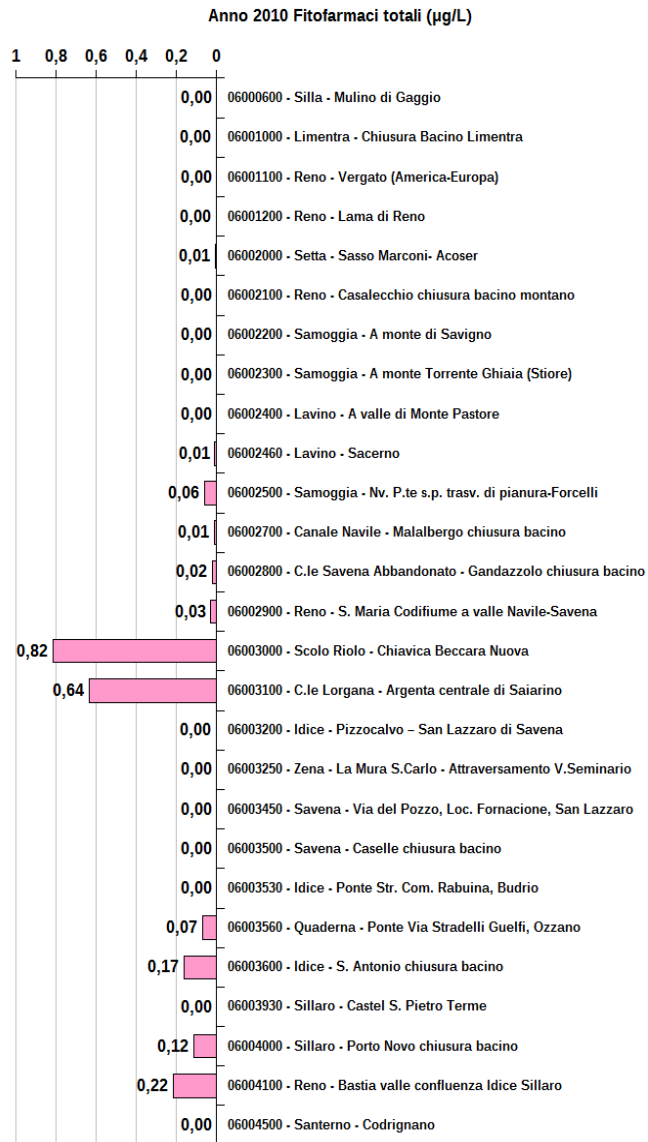 Anno 2010 Fitofarmaci totali (µg/L)
1 0,8 0,6 0,4 0,2 0
0,00 06000600 - Silla - Mulino di Gaggio
0,00 06001000 - Limentra - Chiusura Bacino Limentra
0,00 06001100 - Reno - Vergato (America-Europa)
0,00 06001200 - Reno - Lama di Reno
0,01 06002000 - Setta - Sasso Marconi- Acoser
0,00 06002100 - Reno - Casalecchio chiusura bacino montano
0,00 06002200 - Samoggia - A monte di Savigno
0,00 06002300 - Samoggia - A monte Torrente Ghiaia (Stiore)
0,00 06002400 - Lavino - A valle di Monte Pastore
0,01 06002460 - Lavino - Sacerno
0,06 06002500 - Samoggia - Nv. P.te s.p. trasv. di pianura-Forcelli
0,01 06002700 - Canale Navile - Malalbergo chiusura bacino
0,02 06002800 - C.le Savena Abbandonato - Gandazzolo chiusura bacino
0,03 06002900 - Reno - S. Maria Codifiume a valle Navile-Savena
0,82 06003000 - Scolo Riolo - Chiavica Beccara Nuova
0,64 06003100 - C.le Lorgana - Argenta centrale di Saiarino
0,00 06003200 - Idice - Pizzocalvo – San Lazzaro di Savena
0,00 06003250 - Zena - La Mura S.Carlo - Attraversamento V.Seminario
0,00 06003450 - Savena - Via del Pozzo, Loc. Fornacione, San Lazzaro
0,00 06003500 - Savena - Caselle chiusura bacino
0,00 06003530 - Idice - Ponte Str. Com. Rabuina, Budrio
0,07 06003560 - Quaderna - Ponte Via Stradelli Guelfi, Ozzano
0,17 06003600 - Idice - S. Antonio chiusura bacino
0,00 06003930 - Sillaro - Castel S. Pietro Terme
0,12 06004000 - Sillaro - Porto Novo chiusura bacino
0,22 06004100 - Reno - Bastia valle confluenza Idice Sillaro
0,00 06004500 - Santerno - Codrignano